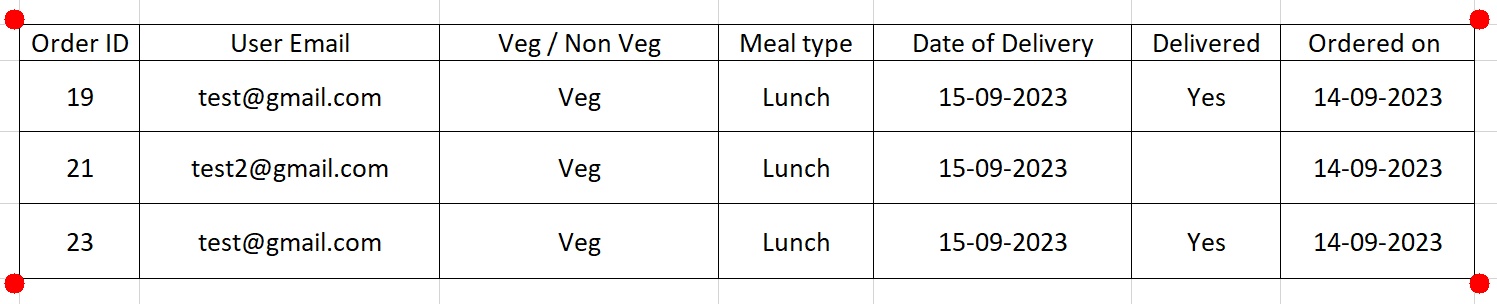 Order ID User Email Veg / Non Veg Meal type Date of Delivery Delivered Ordered on
19 test@gmail.com Veg Lunch 15-09-2023 Yes 14-09-2023
21 test2@gmail.com Veg Lunch 15-09-2023 14-09-2023
23 test@gmail.com Veg Lunch 15-09-2023 Yes 14-09-2023